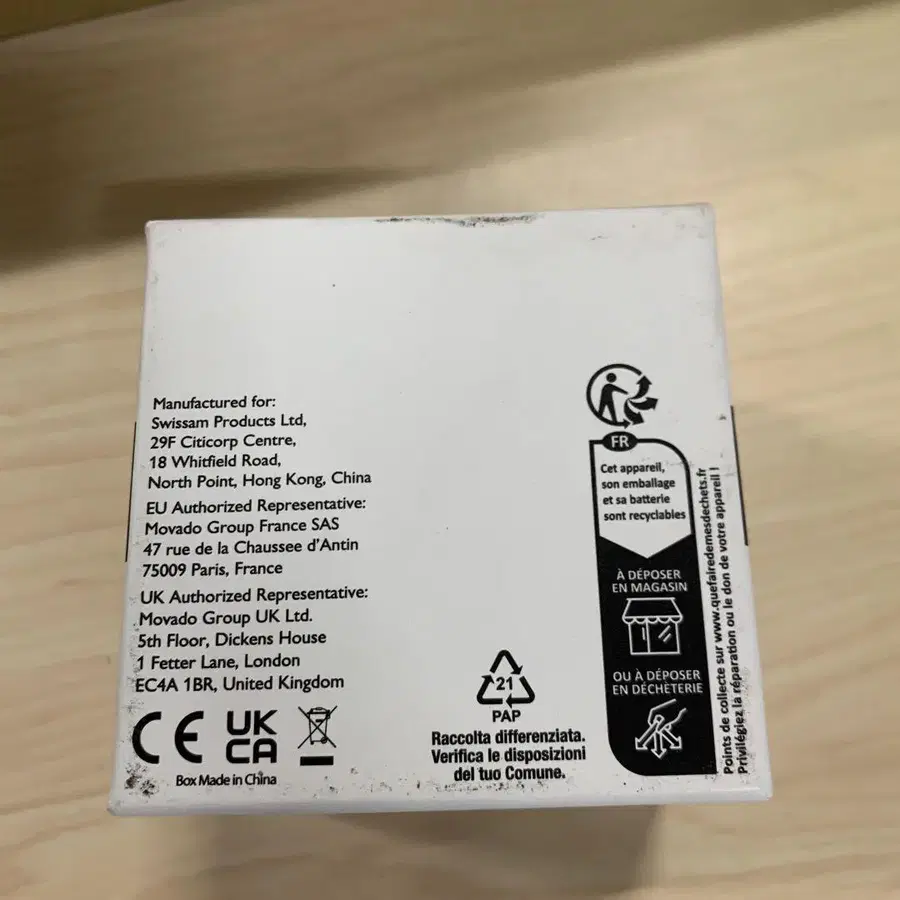 Manufactured for:
Swissam Products Ltd,
29F Citicorp Centre,
18 Whitfield Road,
North Point, Hong Kong, China
EU Authorized Representative:
Movado Group France SAS
47 rue de la Chaussee d'Antin
75009 Paris, France
UK Authorized Representative:
Movado Group UK Ltd.
5th Floor, Dickens House
1 Fetter Lane, London
EC4A 1BR, United Kingdom
CE
UK
CA
Box Made in China
21
PAP
Raccolta differenziata.
Verifica le disposizioni
del tuo Comune.
FR
Cet appareil,
son emballage
et sa batterie
sont recyclables
À DÉPOSER
EN MAGASIN
OU À DÉPOSER
EN DÉCHÈTERIE
Points de collecte sur www.quefairedemesdechets.fr
Privilégiez la réparation ou le don de votre appareil !